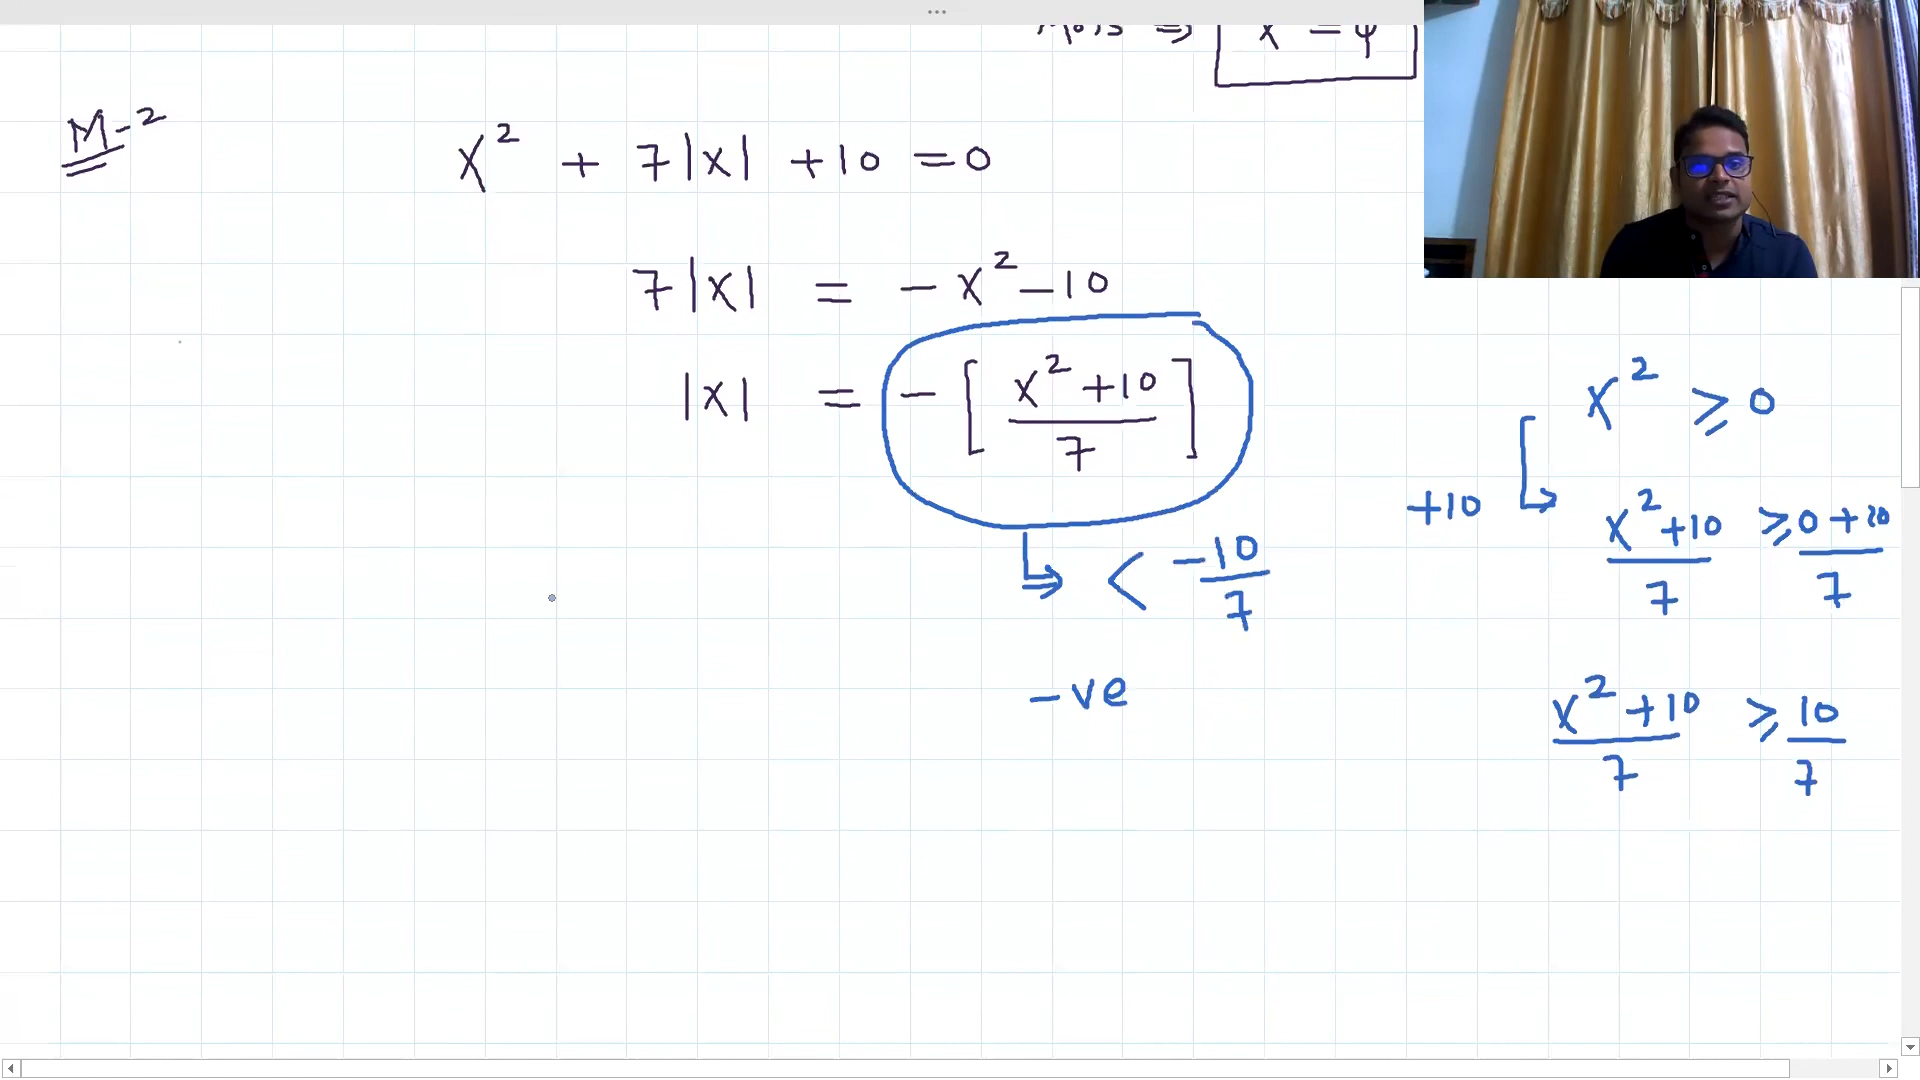 ⇒ x = φ
M-2
x² + 7|x| + 10 = 0
7|x| = - x² - 10
|x| = - [ (x² + 10)/7 ]
x² ≥ 0
+10 ↳ (x² + 10)/7 ≥ (0 + 10)/7
↳ < -10/7
-ve
(x² + 10)/7 ≥ 10/7